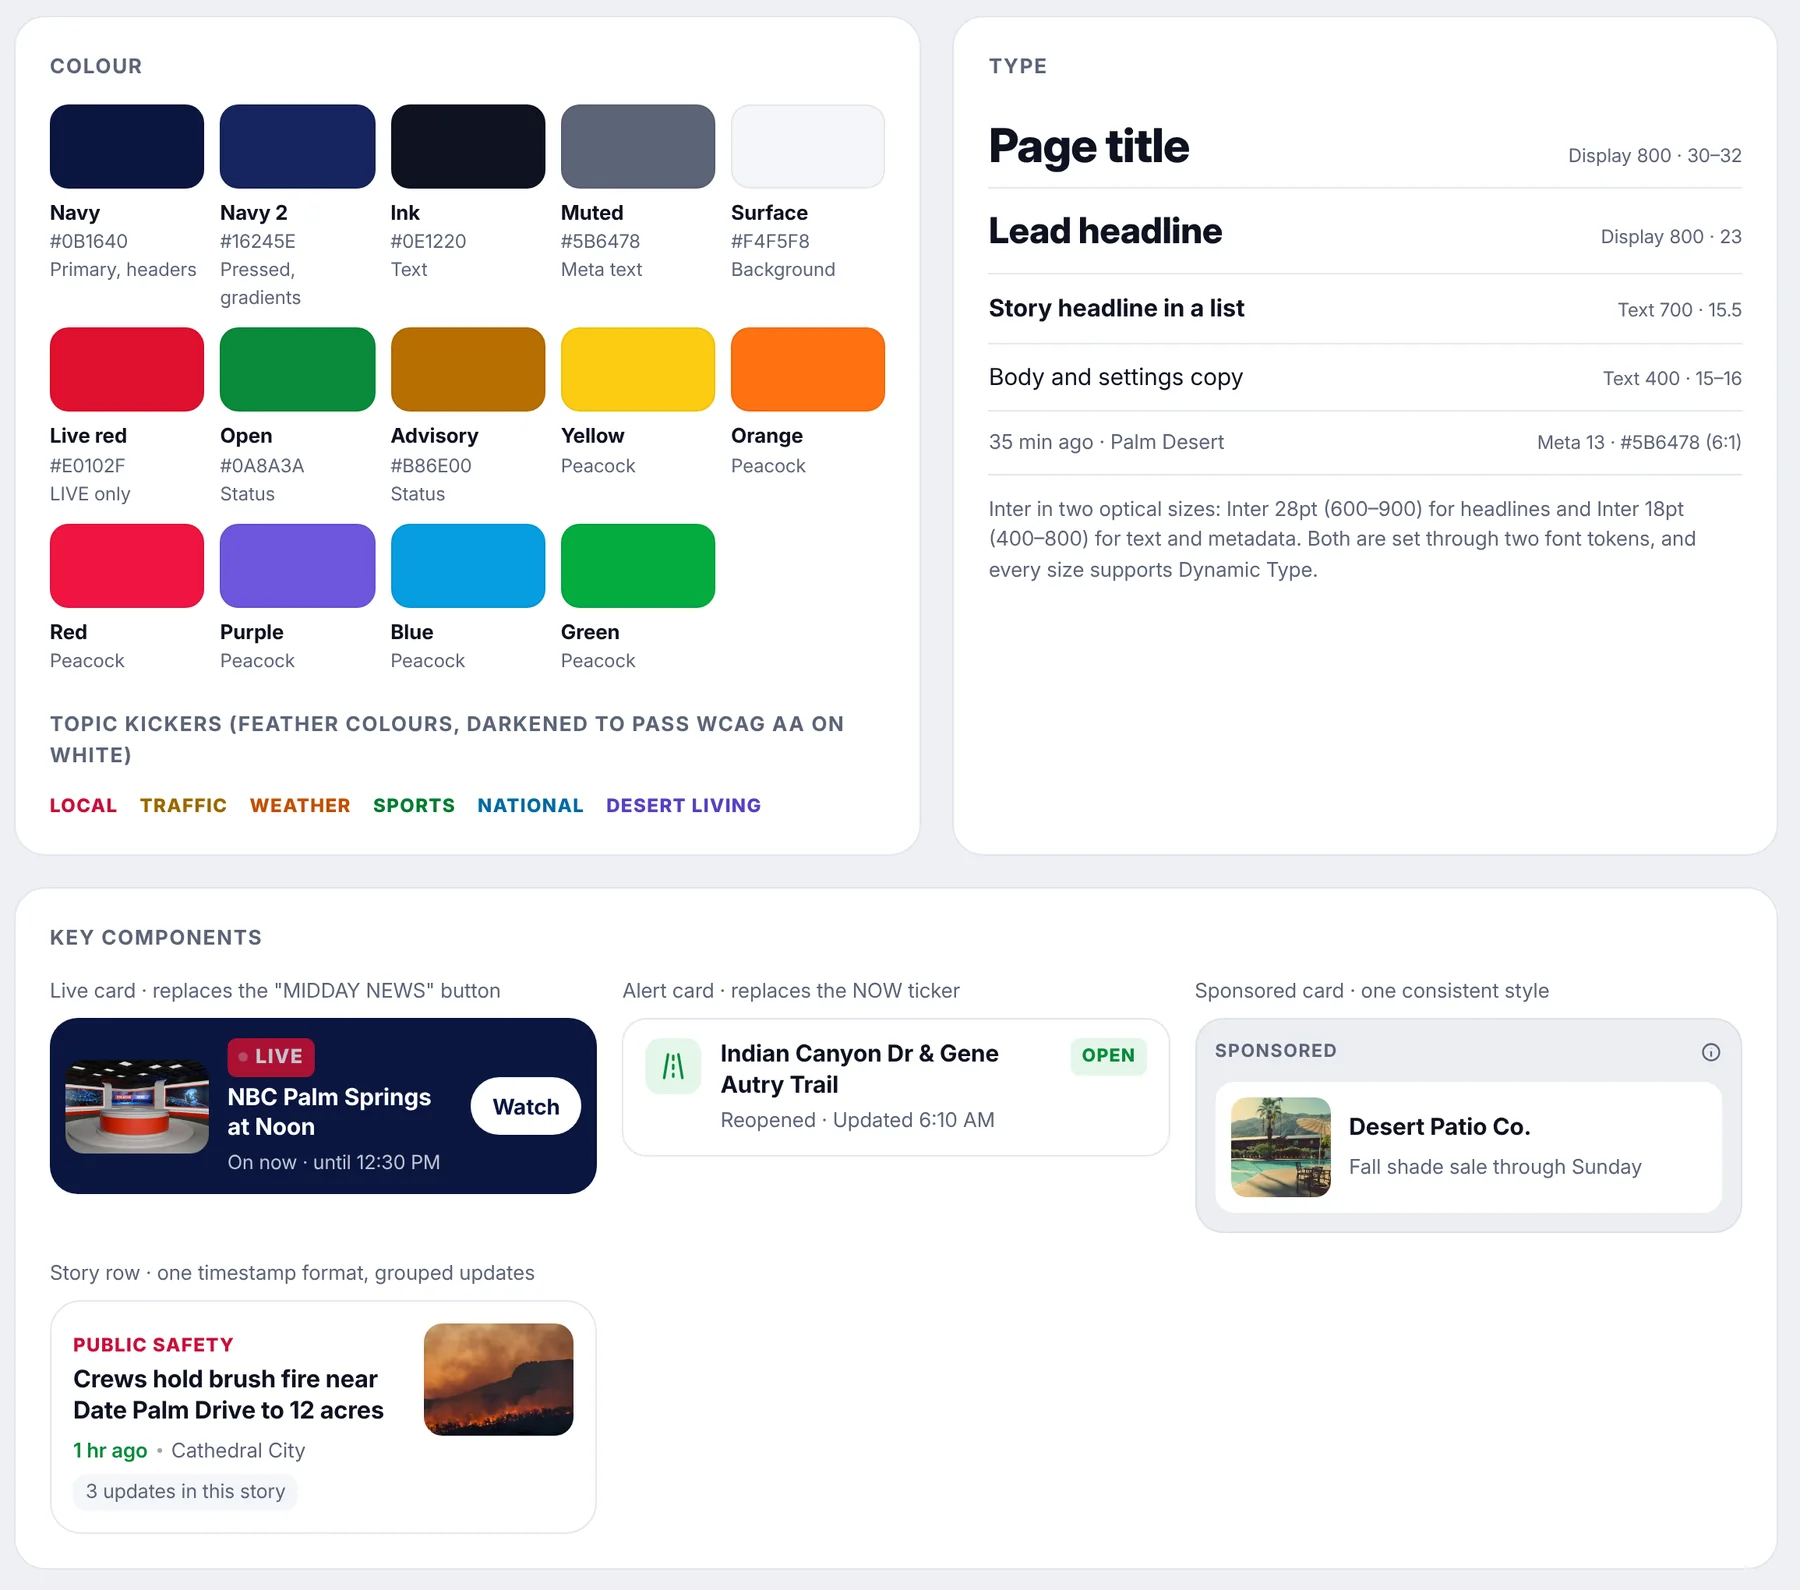 COLOUR
Navy
#0B1640
Primary, headers
Navy 2
#16245E
Pressed,
gradients
Ink
#0E1220
Text
Muted
#5B6478
Meta text
Surface
#F4F5F8
Background
Live red
#E0102F
LIVE only
Open
#0A8A3A
Status
Advisory
#B86E00
Status
Yellow
Peacock
Orange
Peacock
Red
Peacock
Purple
Peacock
Blue
Peacock
Green
Peacock
TOPIC KICKERS (FEATHER COLOURS, DARKENED TO PASS WCAG AA ON
WHITE)
LOCAL TRAFFIC WEATHER SPORTS NATIONAL DESERT LIVING
TYPE
Page title Display 800 · 30–32
Lead headline Display 800 · 23
Story headline in a list Text 700 · 15.5
Body and settings copy Text 400 · 15–16
35 min ago · Palm Desert Meta 13 · #5B6478 (6:1)
Inter in two optical sizes: Inter 28pt (600–900) for headlines and Inter 18pt
(400–800) for text and metadata. Both are set through two font tokens, and
every size supports Dynamic Type.
KEY COMPONENTS
Live card · replaces the "MIDDAY NEWS" button
LIVE
NBC Palm Springs
at Noon
On now · until 12:30 PM
Watch
Alert card · replaces the NOW ticker
Indian Canyon Dr & Gene
Autry Trail
Reopened · Updated 6:10 AM
OPEN
Sponsored card · one consistent style
SPONSORED
Desert Patio Co.
Fall shade sale through Sunday
Story row · one timestamp format, grouped updates
PUBLIC SAFETY
Crews hold brush fire near
Date Palm Drive to 12 acres
1 hr ago • Cathedral City
3 updates in this story